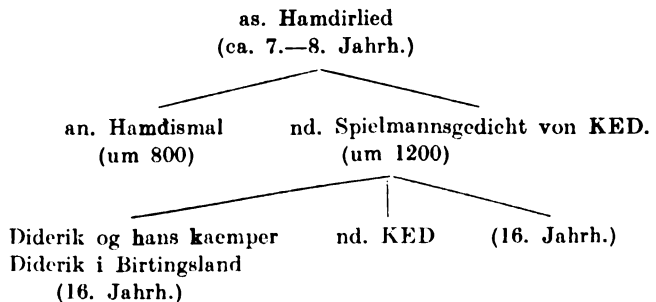 as. Hamdirlied
(ca. 7.—8. Jahrh.)
an. Hamdismal nd. Spielmannsgedicht von KED.
(um 800) (um 1200)
Diderik og hans kaemper nd. KED (16. Jahrh.)
Diderik i Birtingsland
(16. Jahrh.)